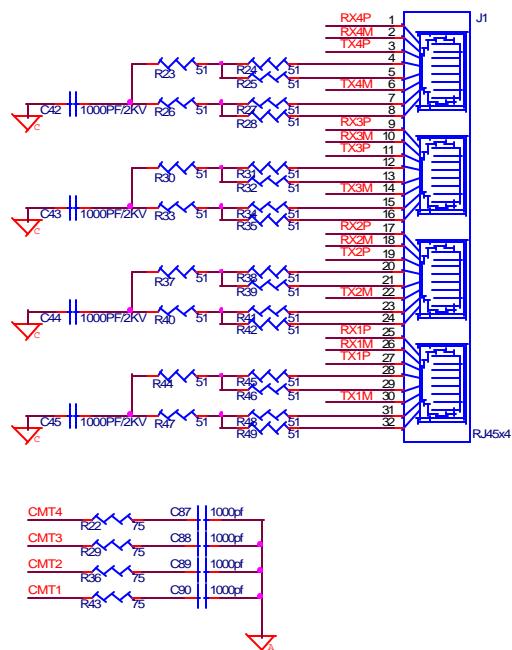 RX4P 1 J1
RX4M 2
TX4P 3
4
R23 51 R24 51
5
R25 51
TX4M 6
7
C42 1000PF/2KV R26 51 R27 51
8
R28 51
RX3P 9
RX3M 10
TX3P 11
12
R30 51 R31 51
13
R32 51
TX3M 14
15
C43 1000PF/2KV R33 51 R34 51
16
R35 51
RX2P 17
RX2M 18
TX2P 19
20
R37 51 R38 51
21
R39 51
TX2M 22
23
C44 1000PF/2KV R40 51 R41 51
24
R42 51
RX1P 25
RX1M 26
TX1P 27
28
R44 51 R45 51
29
R46 51
TX1M 30
31
C45 1000PF/2KV R47 51 R48 51
32
R49 51
RJ45x4
C
C
C
C
CMT4 R22 75 C87 1000pf
CMT3 R29 75 C88 1000pf
CMT2 R36 75 C89 1000pf
CMT1 R43 75 C90 1000pf
A